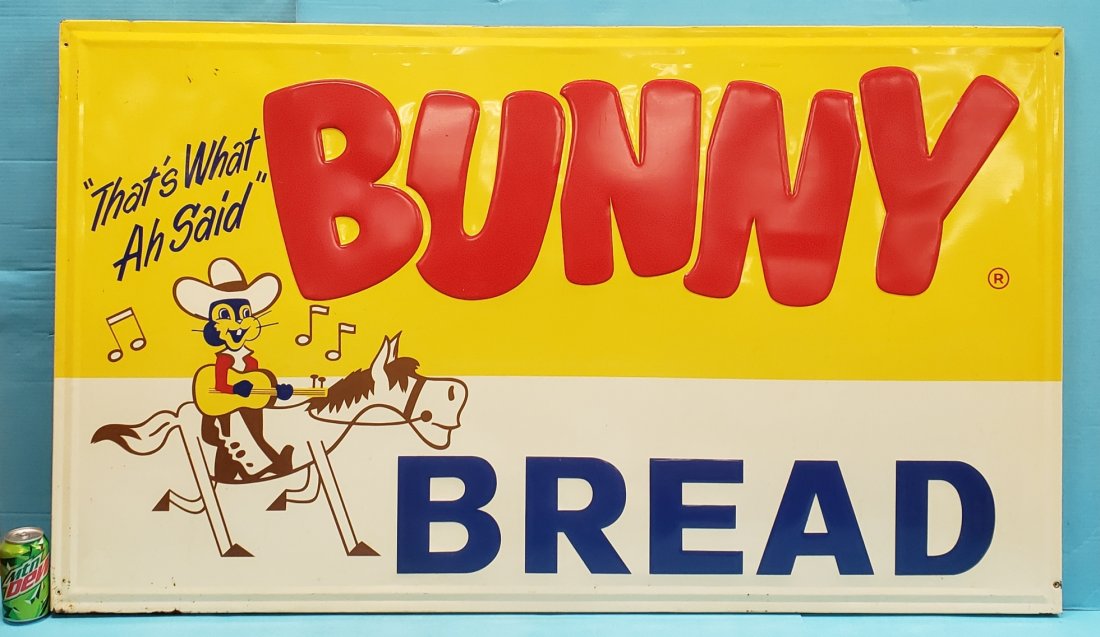 "That's What
Ah Said"
BUNNY ®
BREAD
Mtn
Dew